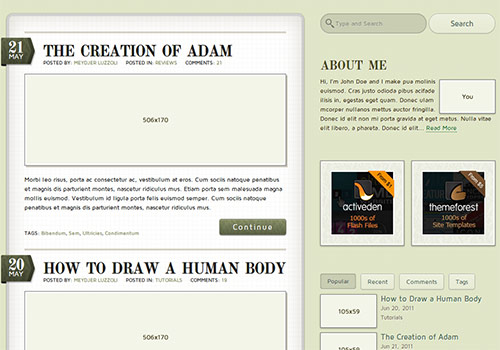 21
MAY
THE CREATION OF ADAM
POSTED BY: MEYDJER LUZZOLI POSTED IN: REVIEWS COMMENTS: 21
506x170
Morbi leo risus, porta ac consectetur ac, vestibulum at eros. Cum sociis natoque penatibus
et magnis dis parturient montes, nascetur ridiculus mus. Etiam porta sem malesuada magna
mollis euismod. Vestibulum id ligula porta felis euismod semper. Cum sociis natoque
penatibus et magnis dis parturient montes, nascetur ridiculus mus.
TAGS: Bibendum, Sem, Ultricies, Condimentum
Continue
20
MAY
HOW TO DRAW A HUMAN BODY
POSTED BY: MEYDJER LUZZOLI POSTED IN: TUTORIALS COMMENTS: 19
506x170
Type and Search
Search
ABOUT ME
Hi, I'm John Doe and I make pua molinis
euismod. Cras justo odioda pibus acifade
ilisis in, egestas eget quam. Donec ulam
mcorper nullamos mettus auctor fringilla.
Donec id elit non mi porta gravida at eget metus. Nulla vitae
elit libero, a phareta. Donec id elit... Read More
You
From $1
activeden
1000s of
Flash Files
From $1
themeforest
1000s of
Site Templates
Popular
Recent
Comments
Tags
105x59
How to Draw a Human Body
Jun 20, 2011
Tutorials
105x59
The Creation of Adam
Jun 21, 2011